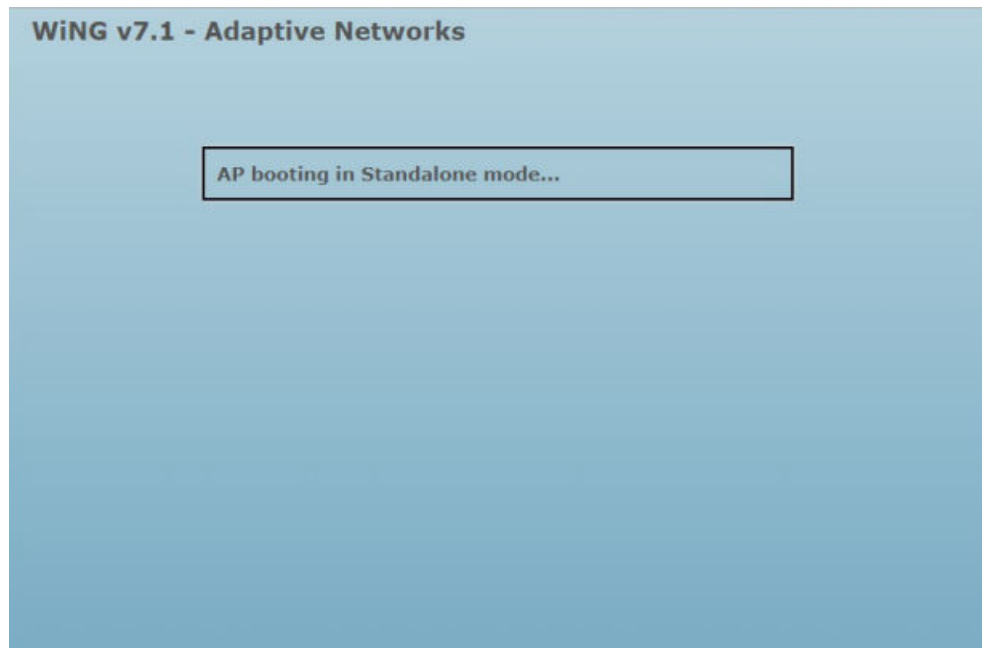 WiNG v7.1 - Adaptive Networks
AP booting in Standalone mode...